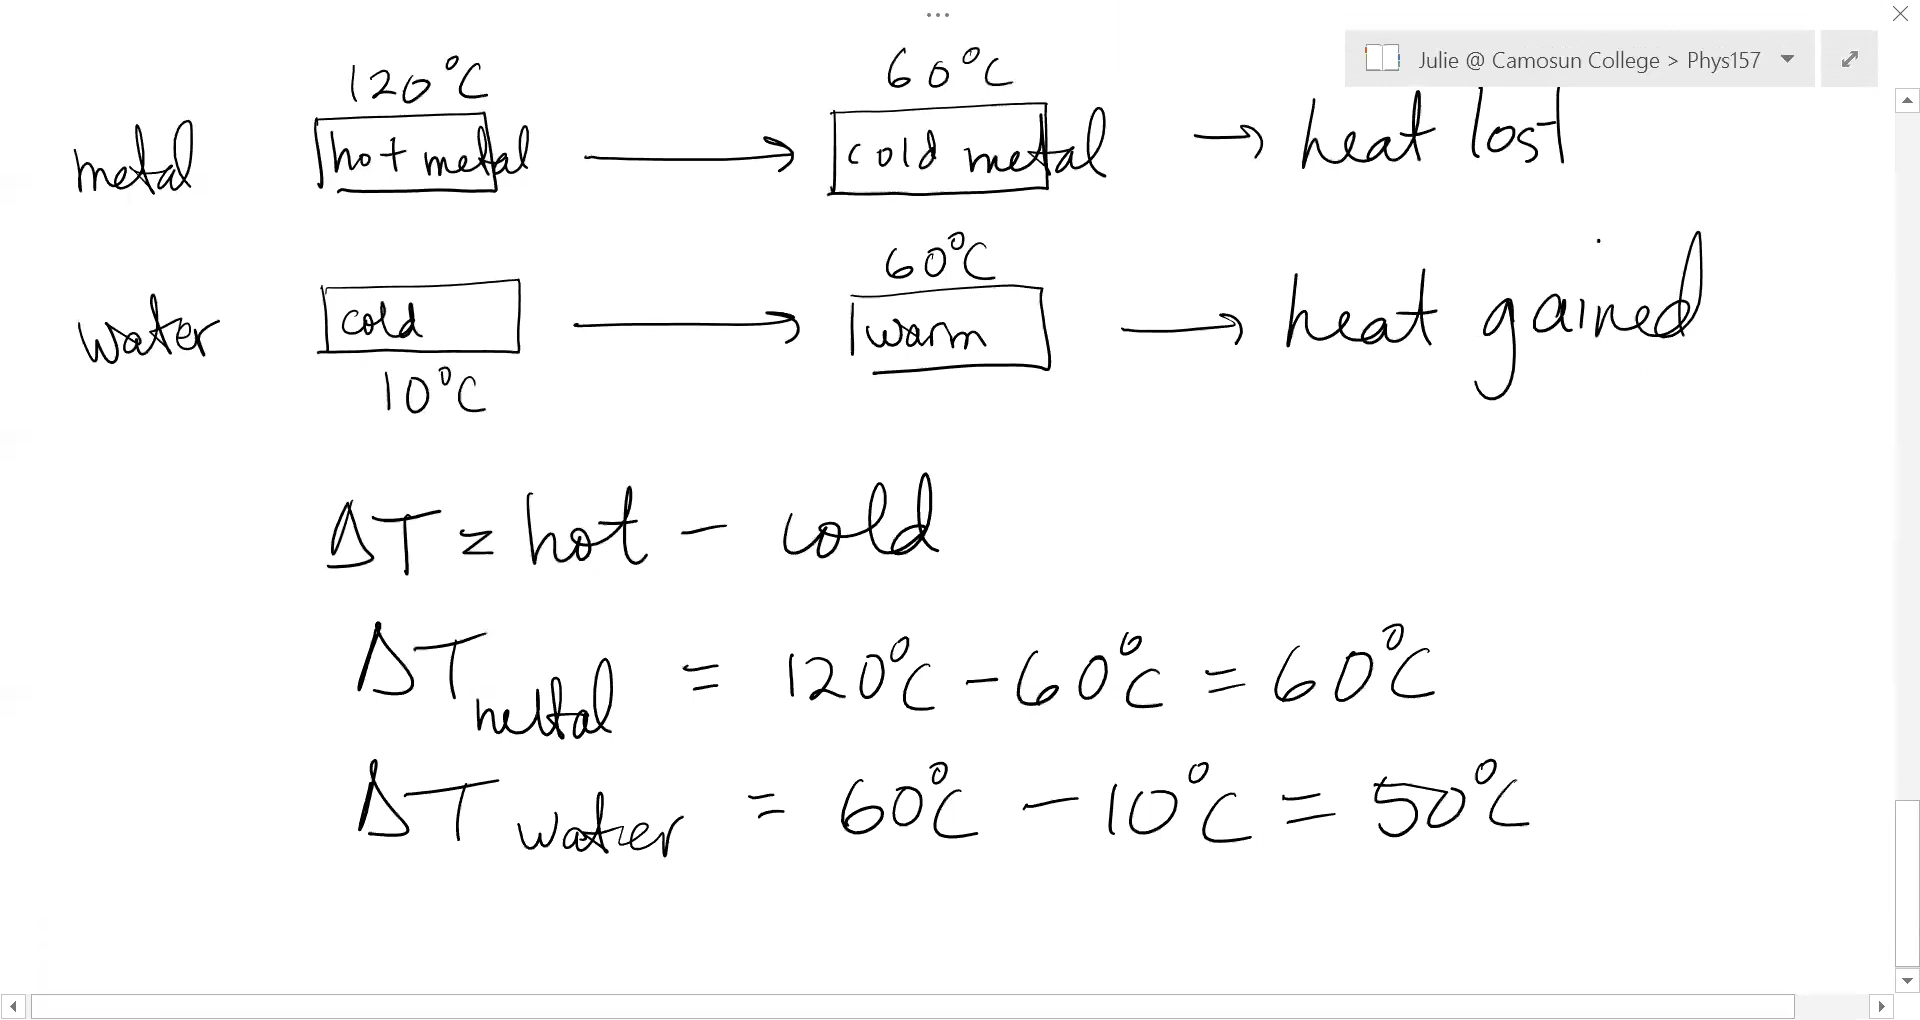 ...
Julie @ Camosun College > Phys157
120°C 60°C
metal hot metal → cold metal → heat lost
60°C
water cold → warm → heat gained
10°C
ΔT = hot - cold
ΔT metal = 120°C - 60°C = 60°C
ΔT water = 60°C - 10°C = 50°C